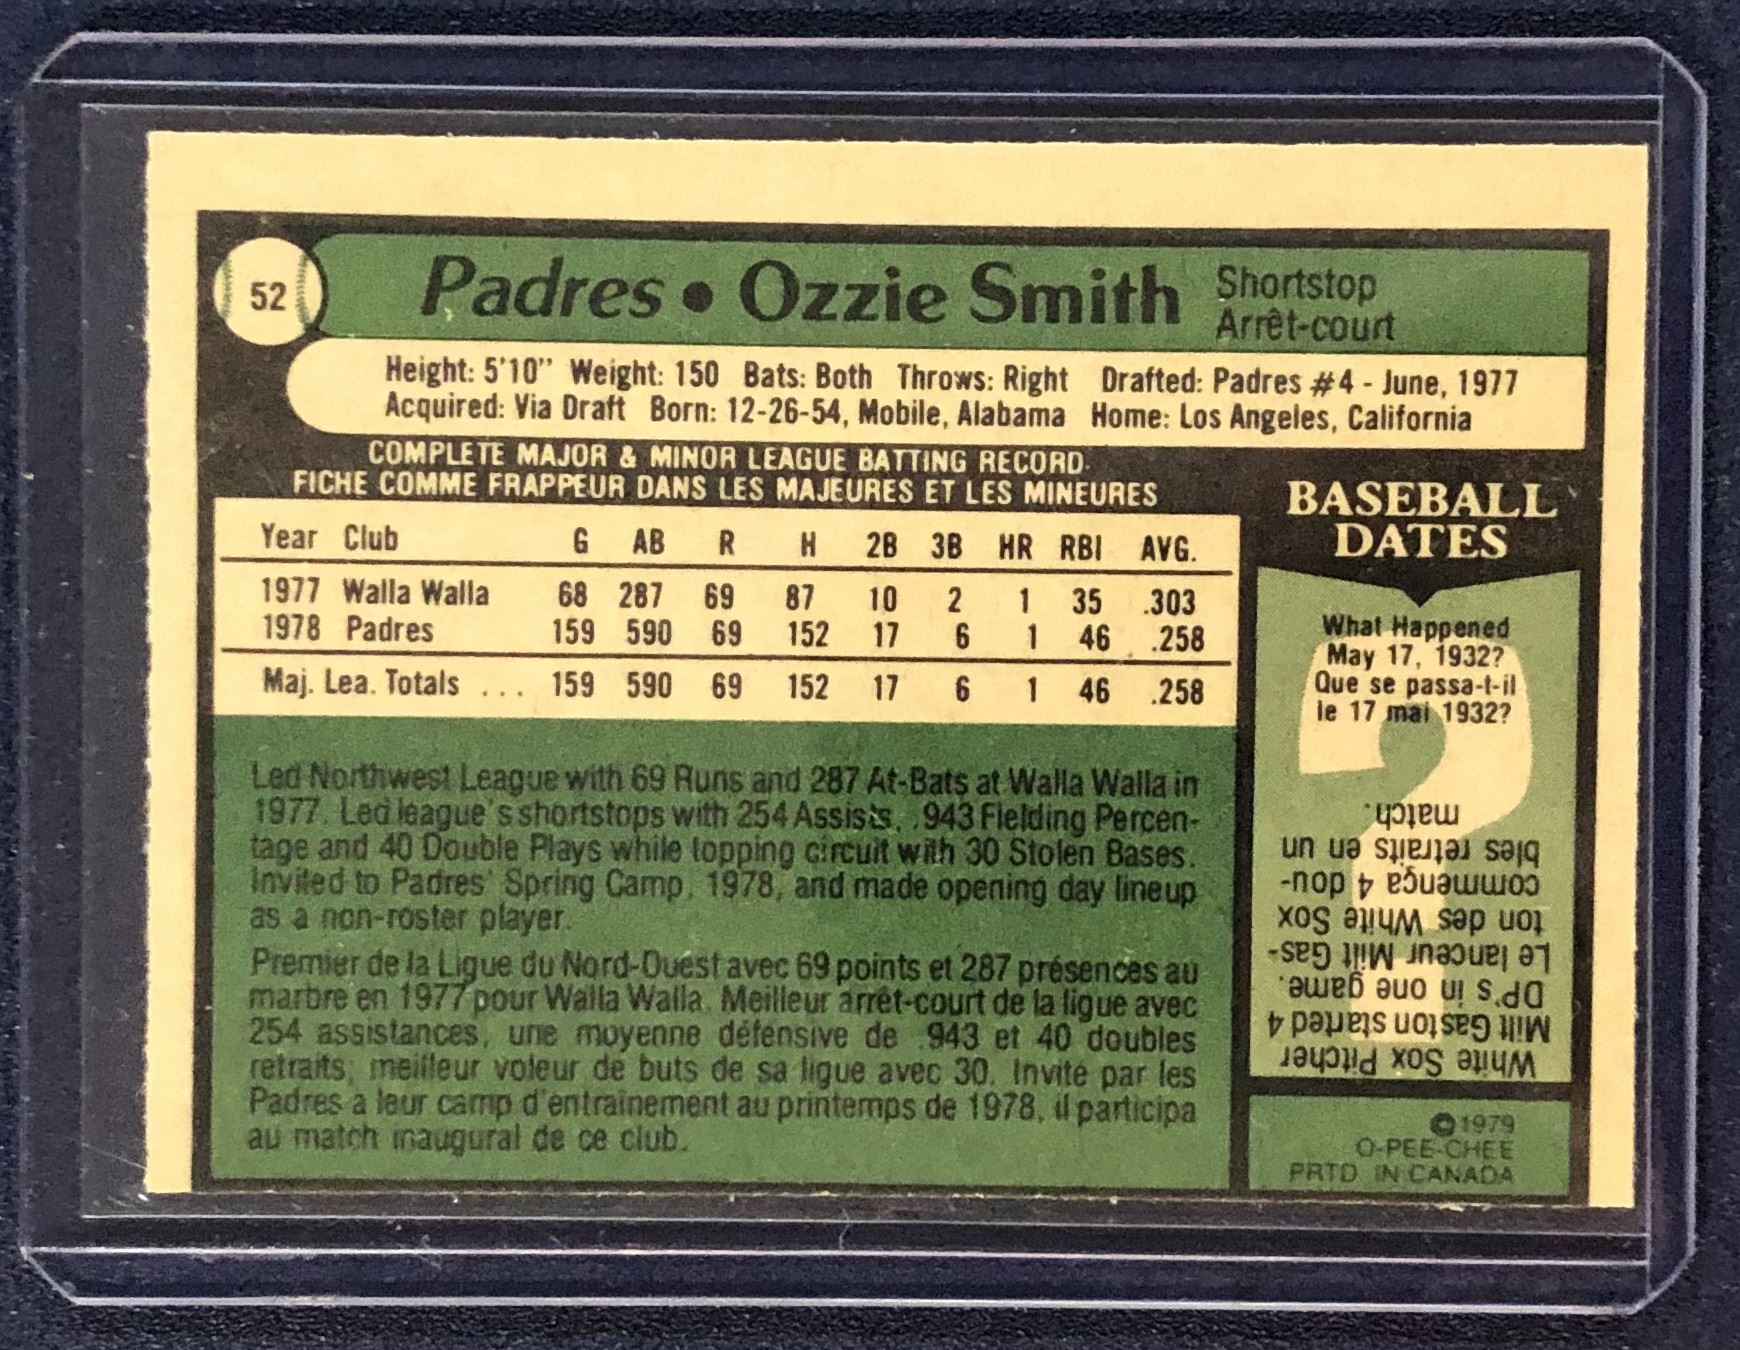 52
Padres • Ozzie Smith
Shortstop
Arrêt-court
Height: 5'10" Weight: 150 Bats: Both Throws: Right Drafted: Padres #4 - June, 1977
Acquired: Via Draft Born: 12-26-54, Mobile, Alabama Home: Los Angeles, California
COMPLETE MAJOR & MINOR LEAGUE BATTING RECORD.
FICHE COMME FRAPPEUR DANS LES MAJEURES ET LES MINEURES
Year Club G AB R H 2B 3B HR RBI AVG.
1977 Walla Walla 68 287 69 87 10 2 1 35 .303
1978 Padres 159 590 69 152 17 6 1 46 .258
Maj. Lea. Totals ... 159 590 69 152 17 6 1 46 .258
Led Northwest League with 69 Runs and 287 At-Bats at Walla Walla in
1977. Led league's shortstops with 254 Assists, .943 Fielding Percen-
tage and 40 Double Plays while topping circuit with 30 Stolen Bases.
Invited to Padres' Spring Camp, 1978, and made opening day lineup
as a non-roster player.
Premier de la Ligue du Nord-Ouest avec 69 points et 287 présences au
marbre en 1977 pour Walla Walla. Meilleur arrêt-court de la ligue avec
254 assistances, une moyenne défensive de .943 et 40 doubles
retraits; meilleur voleur de buts de sa ligue avec 30. Invité par les
Padres à leur camp d'entraînement au printemps de 1978, il participa
au match inaugural de ce club.
BASEBALL
DATES
What Happened
May 17, 1932?
Que se passa-t-il
le 17 mai 1932?
White Sox Pitcher
Milt Gaston started 4
DP's in one game.
Le lanceur Milt Gas-
ton des White Sox
commença 4 dou-
bles retraits en un
match.
©1979
O-PEE-CHEE
PRTD IN CANADA